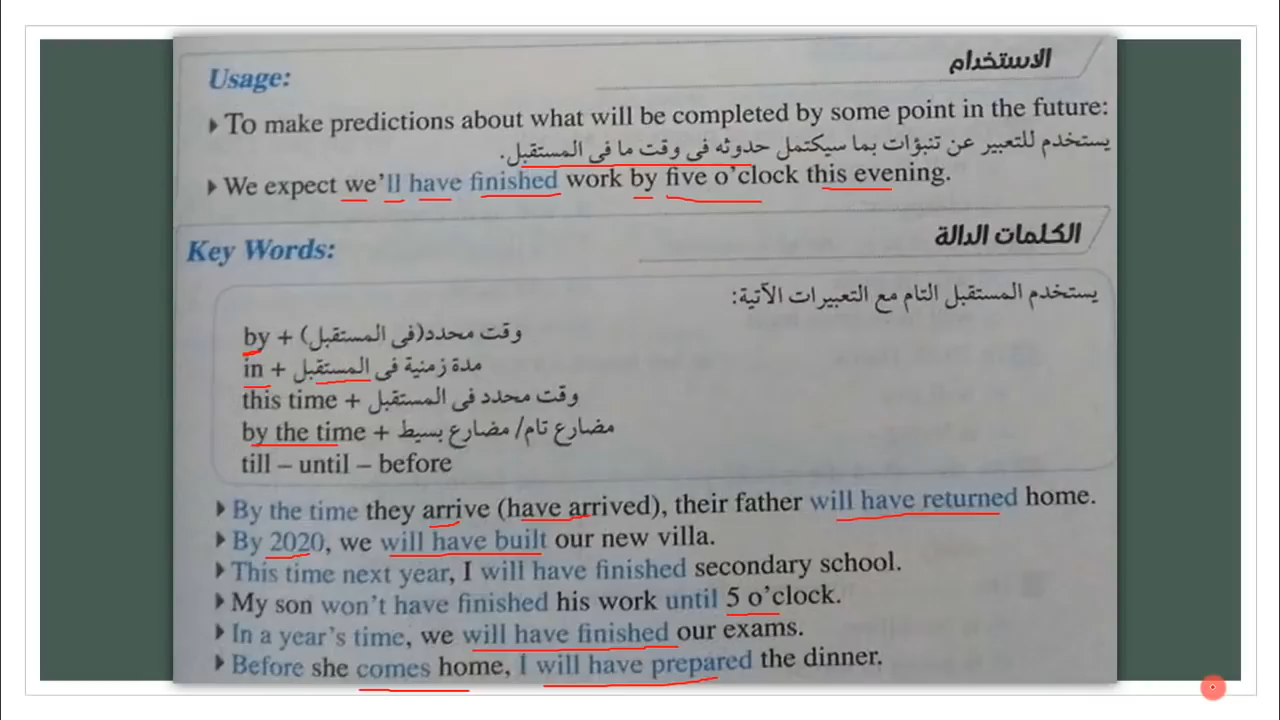 الاستخدام
Usage:
To make predictions about what will be completed by some point in the future:
يستخدم للتعبير عن تنبؤات بما سيكتمل حدوثه فى وقت ما فى المستقبل.
We expect we'll have finished work by five o'clock this evening.
الكلمات الدالة
Key Words:
يستخدم المستقبل التام مع التعبيرات الآتية:
by + وقت محدد(فى المستقبل)
in + مدة زمنية فى المستقبل
this time + وقت محدد فى المستقبل
by the time + مضارع تام/ مضارع بسيط
till – until – before
By the time they arrive (have arrived), their father will have returned home.
By 2020, we will have built our new villa.
This time next year, I will have finished secondary school.
My son won't have finished his work until 5 o'clock.
In a year's time, we will have finished our exams.
Before she comes home, I will have prepared the dinner.